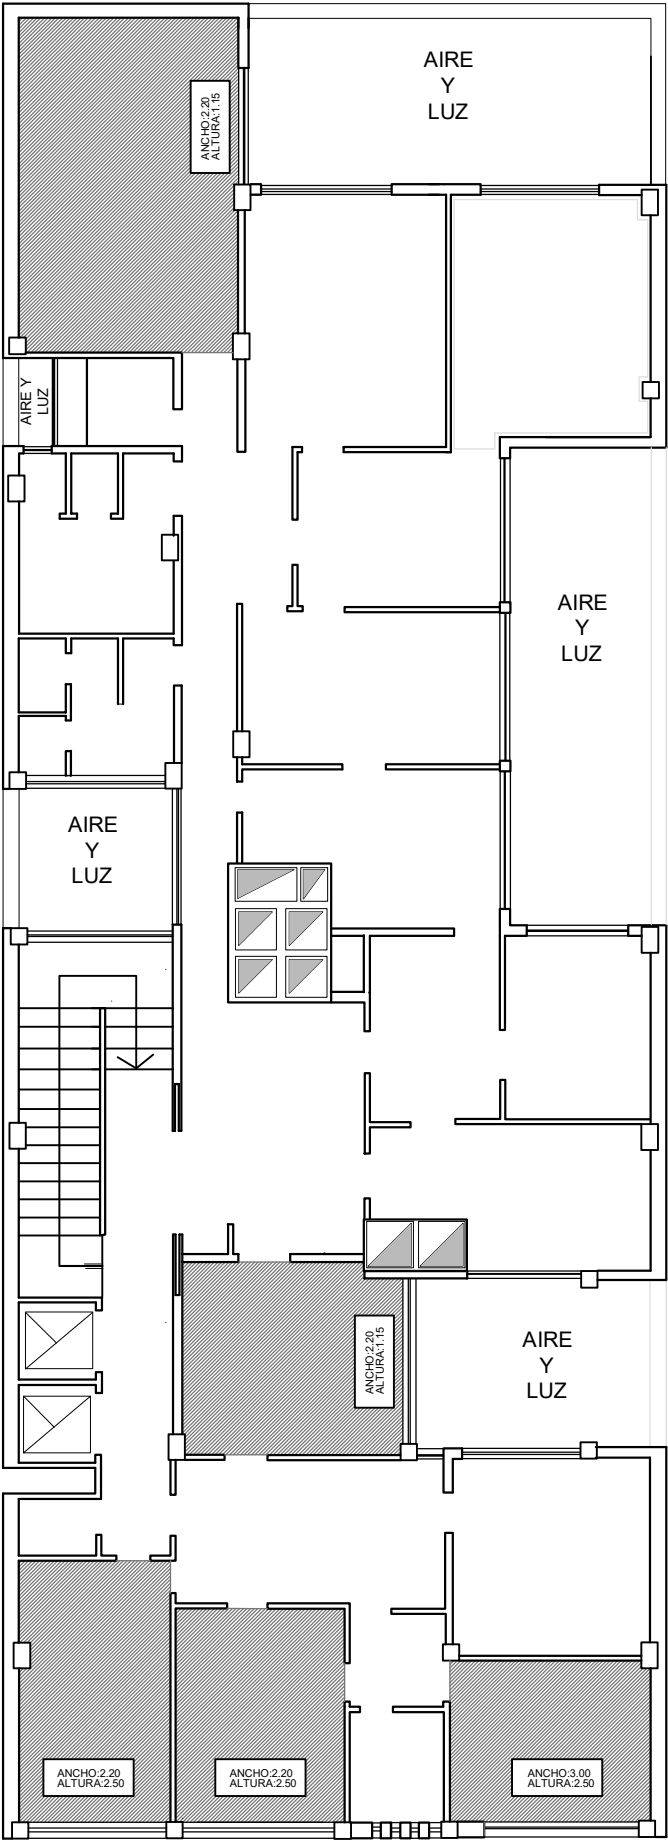 AIRE
Y
LUZ
ANCHO:2.20
ALTURA:1.15
AIRE Y
LUZ
AIRE
Y
LUZ
AIRE
Y
LUZ
ANCHO:2.20
ALTURA:1.15
AIRE
Y
LUZ
ANCHO:2.20
ALTURA:2.50
ANCHO:2.20
ALTURA:2.50
ANCHO:3.00
ALTURA:2.50